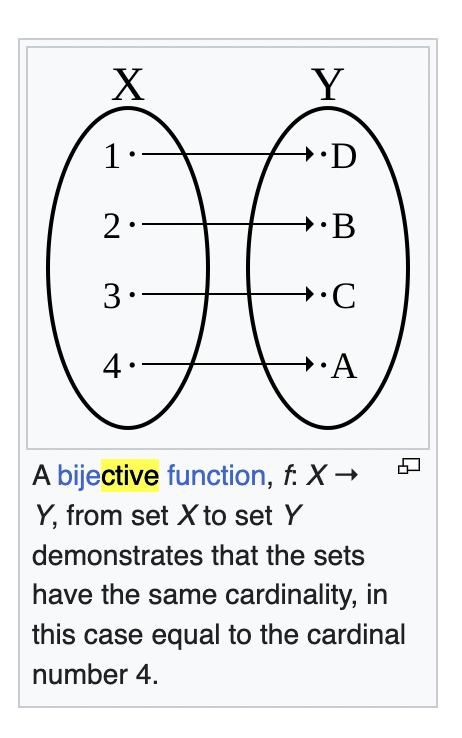 X Y
1 · · D
2 · · B
3 · · C
4 · · A
A bijective function, f: X →
Y, from set X to set Y
demonstrates that the sets
have the same cardinality, in
this case equal to the cardinal
number 4.